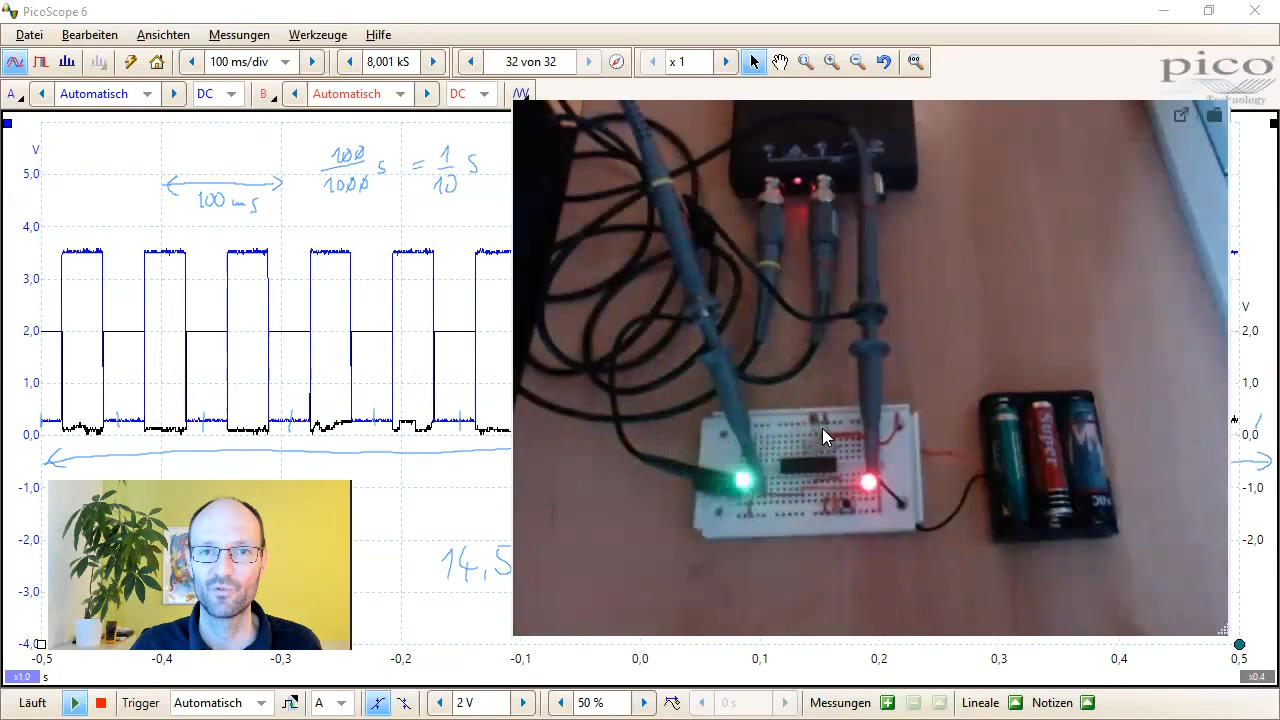 PicoScope 6
Datei Bearbeiten Ansichten Messungen Werkzeuge Hilfe
100 ms/div 8,001 kS 32 von 32 x 1
pico
Technology
A Automatisch DC B Automatisch DC
V
5,0
4,0
3,0
2,0
1,0
0,0
-1,0
-2,0
-3,0
-4,0
100 ms
100/1000 s = 1/10 s
14,5
V
2,0
1,0
0,0
-1,0
-2,0
Super
-0,5 -0,4 -0,3 -0,2 -0,1 0,0 0,1 0,2 0,3 0,4 0,5
x1.0 s x0.4
Läuft Trigger Automatisch A 2 V 50 % 0 s Messungen Lineale Notizen